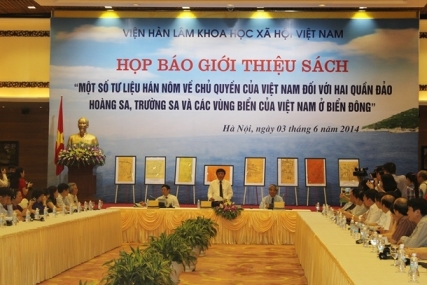 VIỆN HÀN LÂM KHOA HỌC XÃ HỘI VIỆT NAM
HỌP BÁO GIỚI THIỆU SÁCH
"MỘT SỐ TƯ LIỆU HÁN NÔM VỀ CHỦ QUYỀN CỦA VIỆT NAM ĐỐI VỚI HAI QUẦN ĐẢO
HOÀNG SA, TRƯỜNG SA VÀ CÁC VÙNG BIỂN CỦA VIỆT NAM Ở BIỂN ĐÔNG"
Hà Nội, ngày 03 tháng 6 năm 2014